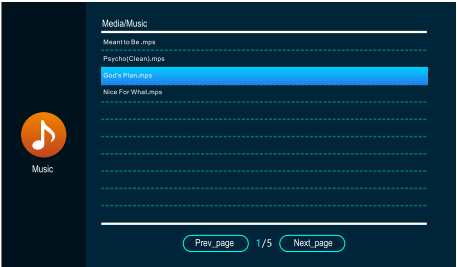 Media/Music
Meant to Be.mps
Psycho(Clean).mps
God's Plan.mps
Nice For What.mps
Music
Prev_page 1/5 Next_page